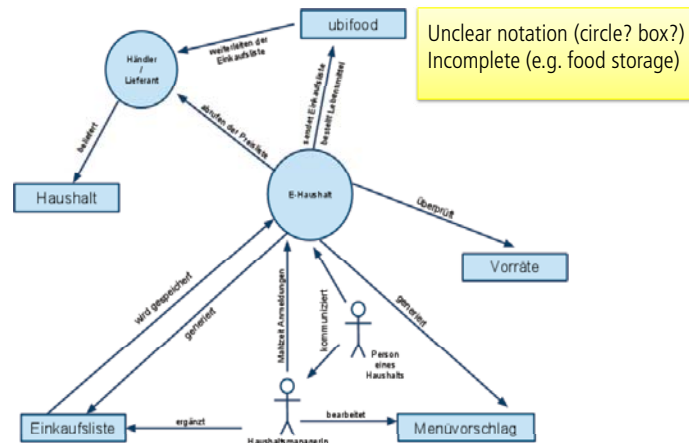 ubifood
Unclear notation (circle? box?)
Incomplete (e.g. food storage)
weiterleiten der
Einkaufsliste
Händler
/
Lieferant
sendet Einkaufsliste
bestellt Lebensmittel
abrufen der Preisliste
beliefert
Haushalt
E-Haushalt
überprüft
Vorräte
wird gespeichert
generiert
Mahlzeit Anmeldungen
kommuniziert
generiert
Person
eines
Haushalts
Einkaufsliste
ergänzt
bearbeitet
Menüvorschlag
HaushaltsmanagerIn